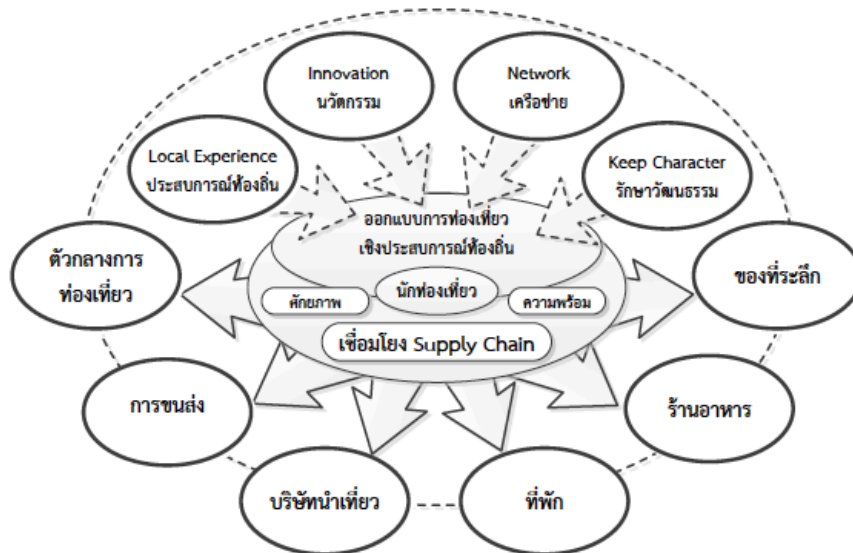 Innovation
นวัตกรรม
Network
เครือข่าย
Local Experience
ประสบการณ์ท้องถิ่น
Keep Character
รักษาวัฒนธรรม
ออกแบบการท่องเที่ยว
เชิงประสบการณ์ท้องถิ่น
ตัวกลางการ
ท่องเที่ยว
ของที่ระลึก
นักท่องเที่ยว
ศักยภาพ
ความพร้อม
เชื่อมโยง Supply Chain
การขนส่ง
ร้านอาหาร
บริษัทนำเที่ยว
ที่พัก